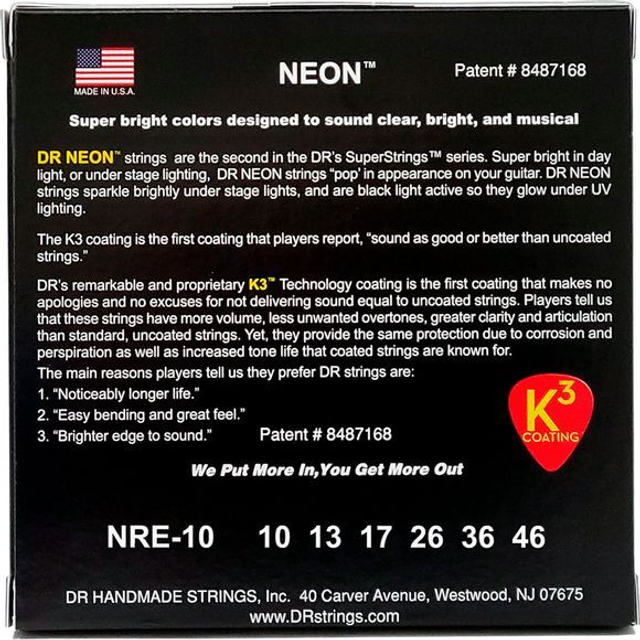 MADE IN U.S.A.
NEON™
Patent # 8487168
Super bright colors designed to sound clear, bright, and musical
DR NEON™ strings are the second in the DR's SuperStrings™ series. Super bright in day
light, or under stage lighting, DR NEON strings “pop’ in appearance on your guitar. DR NEON
strings sparkle brightly under stage lights, and are black light active so they glow under UV
lighting.
The K3 coating is the first coating that players report, “sound as good or better than uncoated
strings.”
DR's remarkable and proprietary K3™ Technology coating is the first coating that makes no
apologies and no excuses for not delivering sound equal to uncoated strings. Players tell us
that these strings have more volume, less unwanted overtones, greater clarity and articulation
than standard, uncoated strings. Yet, they provide the same protection due to corrosion and
perspiration as well as increased tone life that coated strings are known for.
The main reasons players tell us they prefer DR strings are:
1. “Noticeably longer life.”
2. “Easy bending and great feel.”
3. “Brighter edge to sound.” Patent # 8487168
K3
COATING
We Put More In,You Get More Out
NRE-10 10 13 17 26 36 46
DR HANDMADE STRINGS, Inc. 40 Carver Avenue, Westwood, NJ 07675
www.DRstrings.com